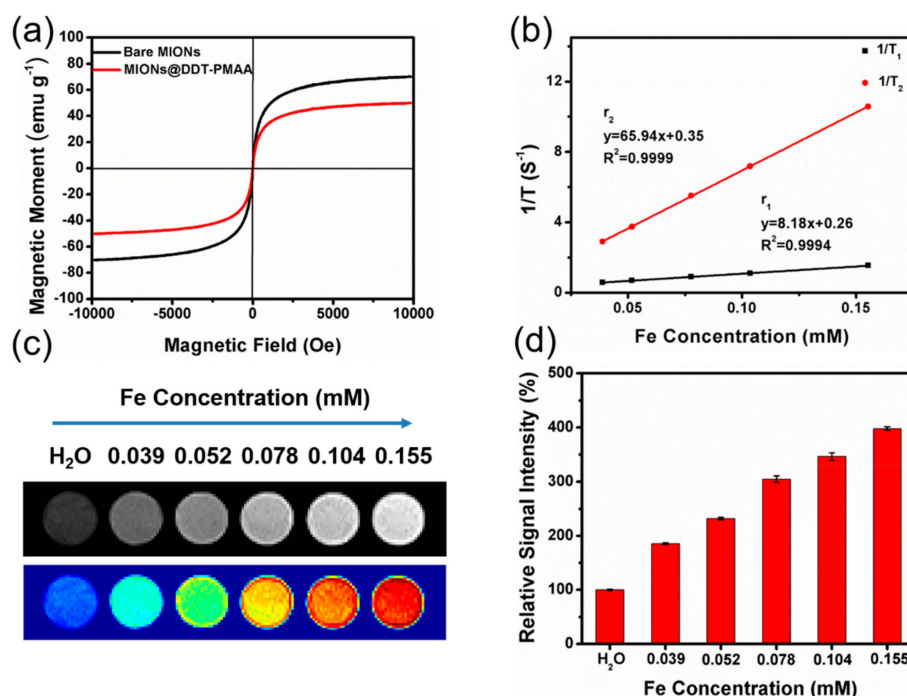 (a)
Bare MIONs
MIONs@DDT-PMAA
100
80
60
40
20
0
-20
-40
-60
-80
-100
-10000 -5000 0 5000 10000
Magnetic Moment (emu g⁻¹)
Magnetic Field (Oe)
(b)
1/T₁
1/T₂
r₂
y=65.94x+0.35
R²=0.9999
r₁
y=8.18x+0.26
R²=0.9994
12
8
4
0
0.05 0.10 0.15
1/T (S⁻¹)
Fe Concentration (mM)
(c)
Fe Concentration (mM)
H₂O 0.039 0.052 0.078 0.104 0.155
(d)
500
400
300
200
100
0
H₂O 0.039 0.052 0.078 0.104 0.155
Relative Signal Intensity (%)
Fe Concentration (mM)